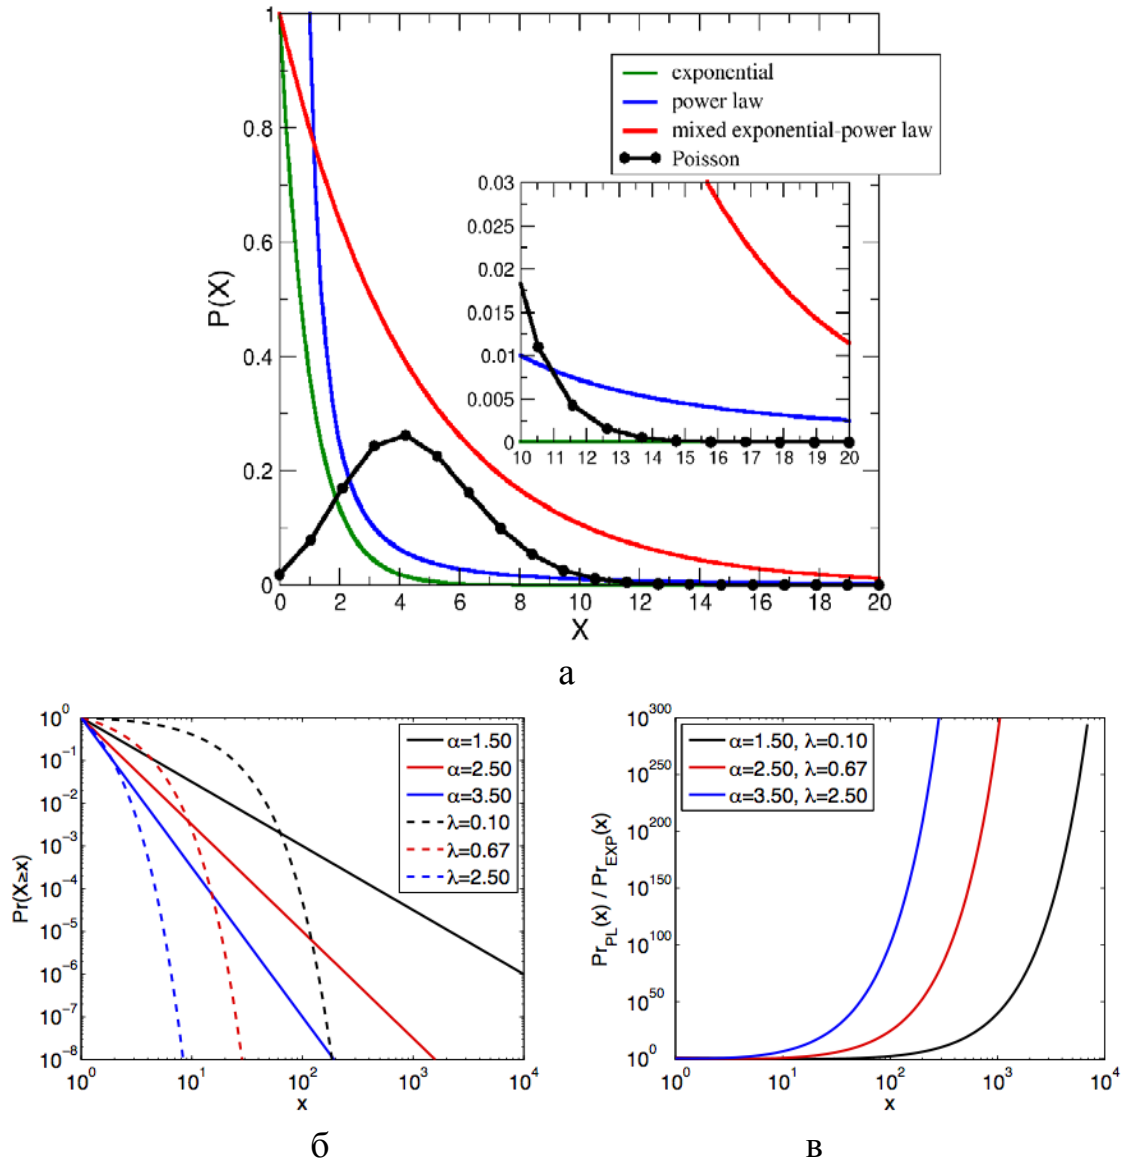 1
0.8
0.6
0.4
0.2
0
P(X)
0 2 4 6 8 10 12 14 16 18 20
X
exponential
power law
mixed exponential-power law
Poisson
0.03
0.025
0.02
0.015
0.01
0.005
0
10 11 12 13 14 15 16 17 18 19 20
а
10^0
10^-1
10^-2
10^-3
10^-4
10^-5
10^-6
10^-7
10^-8
Pr(X≥x)
10^0 10^1 10^2 10^3 10^4
x
α=1.50
α=2.50
α=3.50
λ=0.10
λ=0.67
λ=2.50
б
10^300
10^250
10^200
10^150
10^100
10^50
10^0
Pr_PL(x) / Pr_EXP(x)
10^0 10^1 10^2 10^3 10^4
x
α=1.50, λ=0.10
α=2.50, λ=0.67
α=3.50, λ=2.50
в